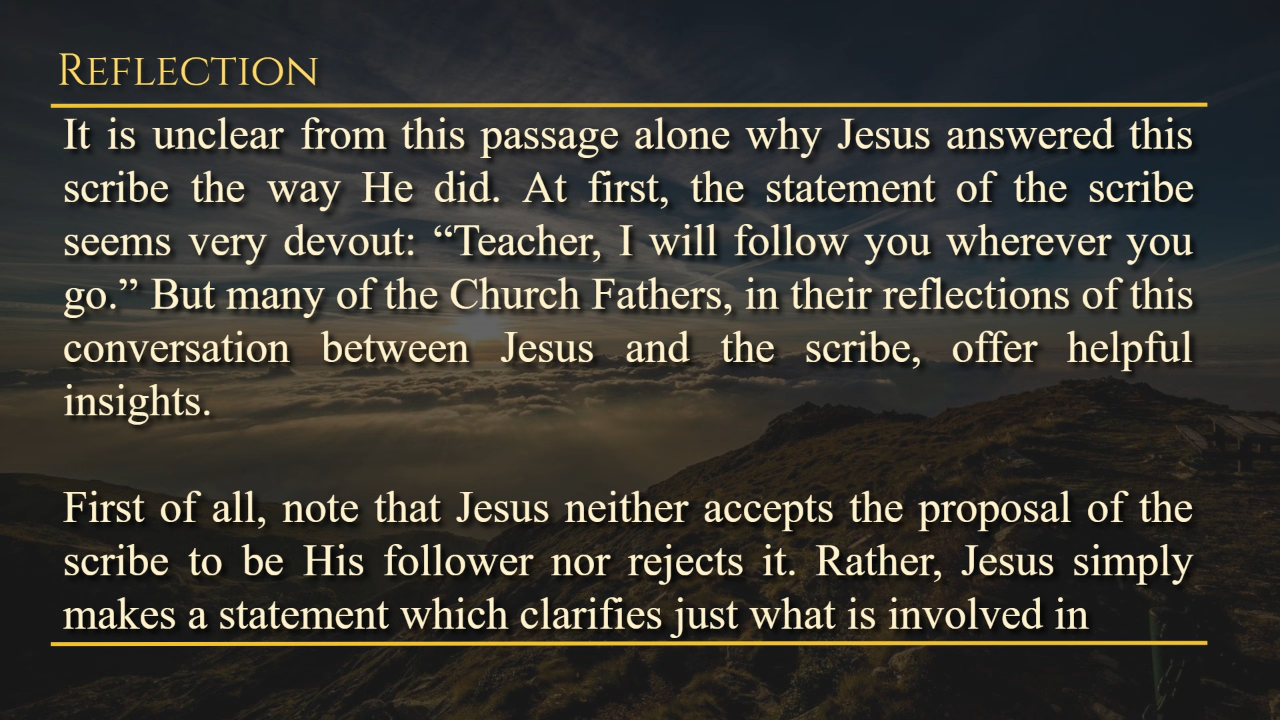 Reflection
It is unclear from this passage alone why Jesus answered this
scribe the way He did. At first, the statement of the scribe
seems very devout: “Teacher, I will follow you wherever you
go.” But many of the Church Fathers, in their reflections of this
conversation between Jesus and the scribe, offer helpful
insights.
First of all, note that Jesus neither accepts the proposal of the
scribe to be His follower nor rejects it. Rather, Jesus simply
makes a statement which clarifies just what is involved in